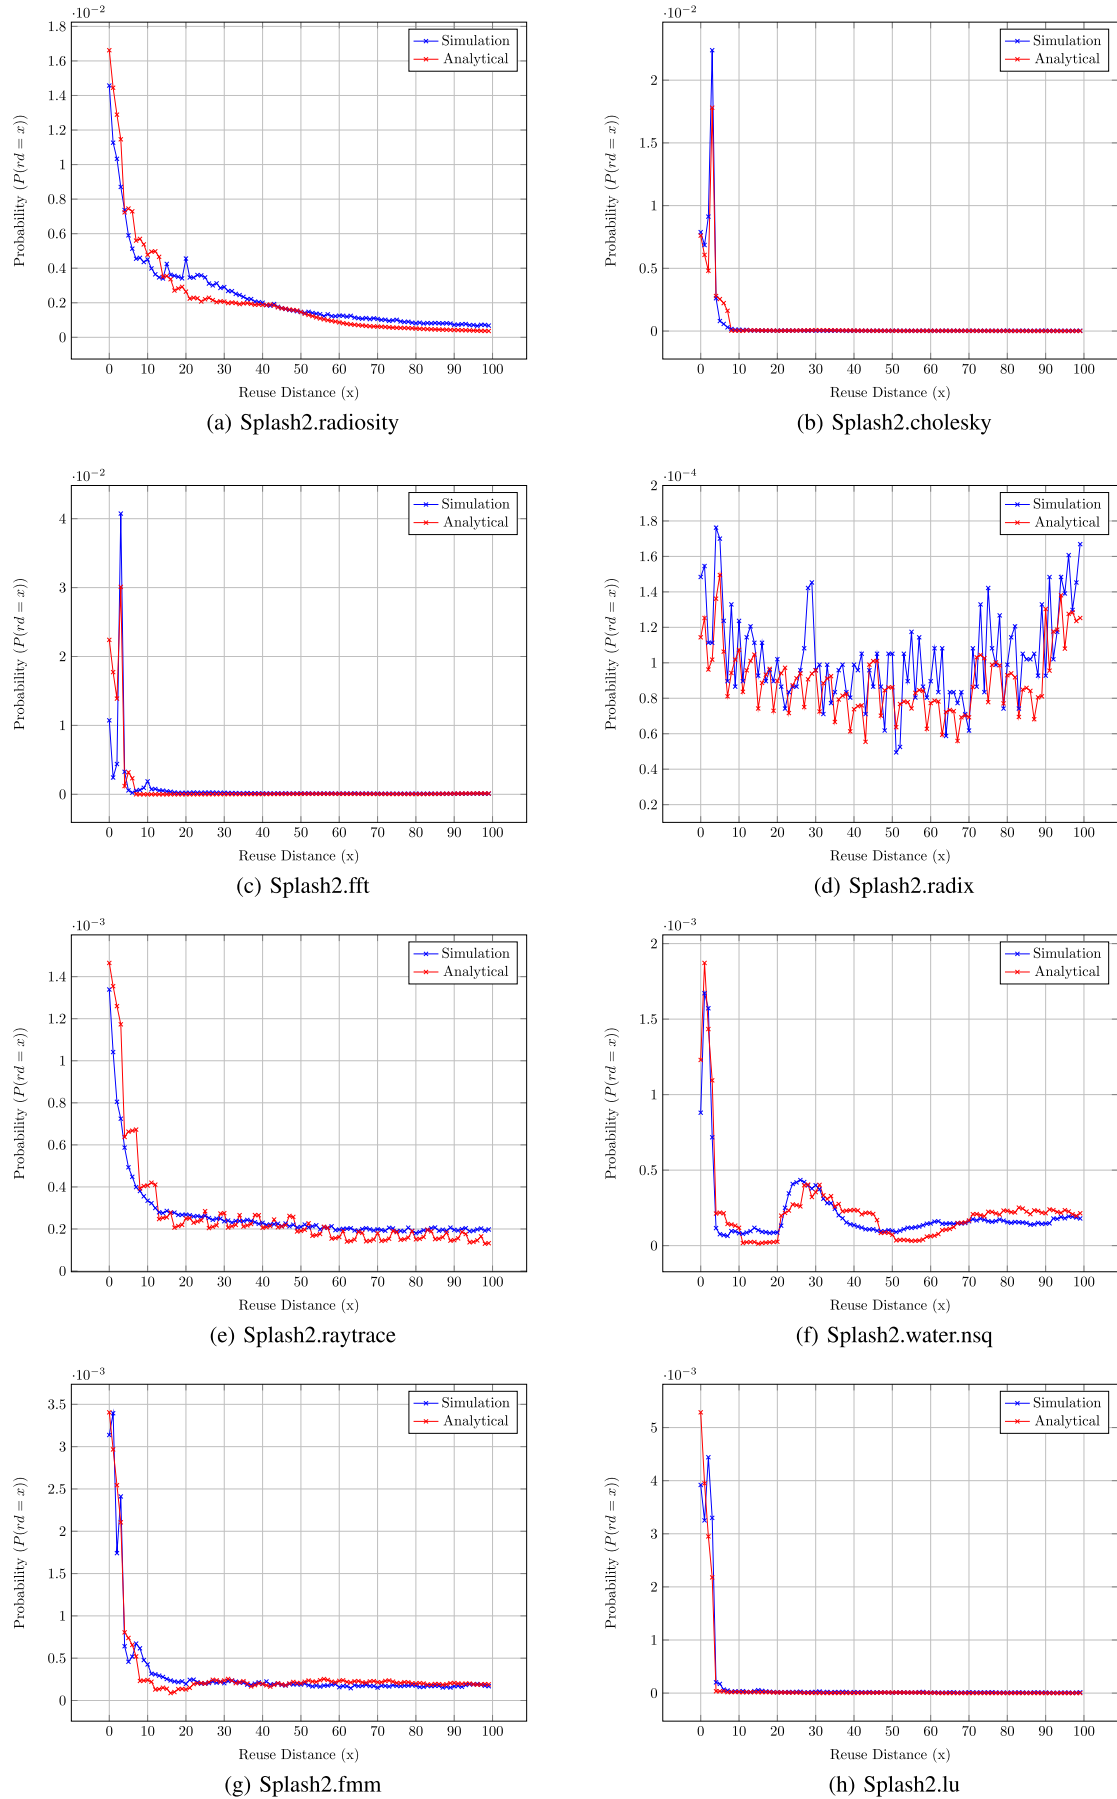 ·10−2
1.8
1.6
1.4
1.2
1
0.8
0.6
0.4
0.2
0
Probability (P(rd = x))
Simulation
Analytical
0 10 20 30 40 50 60 70 80 90 100
Reuse Distance (x)
(a) Splash2.radiosity
·10−2
2
1.5
1
0.5
0
Probability (P(rd = x))
Simulation
Analytical
0 10 20 30 40 50 60 70 80 90 100
Reuse Distance (x)
(b) Splash2.cholesky
·10−2
4
3
2
1
0
Probability (P(rd = x))
Simulation
Analytical
0 10 20 30 40 50 60 70 80 90 100
Reuse Distance (x)
(c) Splash2.fft
·10−4
2
1.8
1.6
1.4
1.2
1
0.8
0.6
0.4
0.2
Probability (P(rd = x))
Simulation
Analytical
0 10 20 30 40 50 60 70 80 90 100
Reuse Distance (x)
(d) Splash2.radix
·10−3
1.4
1.2
1
0.8
0.6
0.4
0.2
0
Probability (P(rd = x))
Simulation
Analytical
0 10 20 30 40 50 60 70 80 90 100
Reuse Distance (x)
(e) Splash2.raytrace
·10−3
2
1.5
1
0.5
0
Probability (P(rd = x))
Simulation
Analytical
0 10 20 30 40 50 60 70 80 90 100
Reuse Distance (x)
(f) Splash2.water.nsq
·10−3
3.5
3
2.5
2
1.5
1
0.5
0
Probability (P(rd = x))
Simulation
Analytical
0 10 20 30 40 50 60 70 80 90 100
Reuse Distance (x)
(g) Splash2.fmm
·10−3
5
4
3
2
1
0
Probability (P(rd = x))
Simulation
Analytical
0 10 20 30 40 50 60 70 80 90 100
Reuse Distance (x)
(h) Splash2.lu